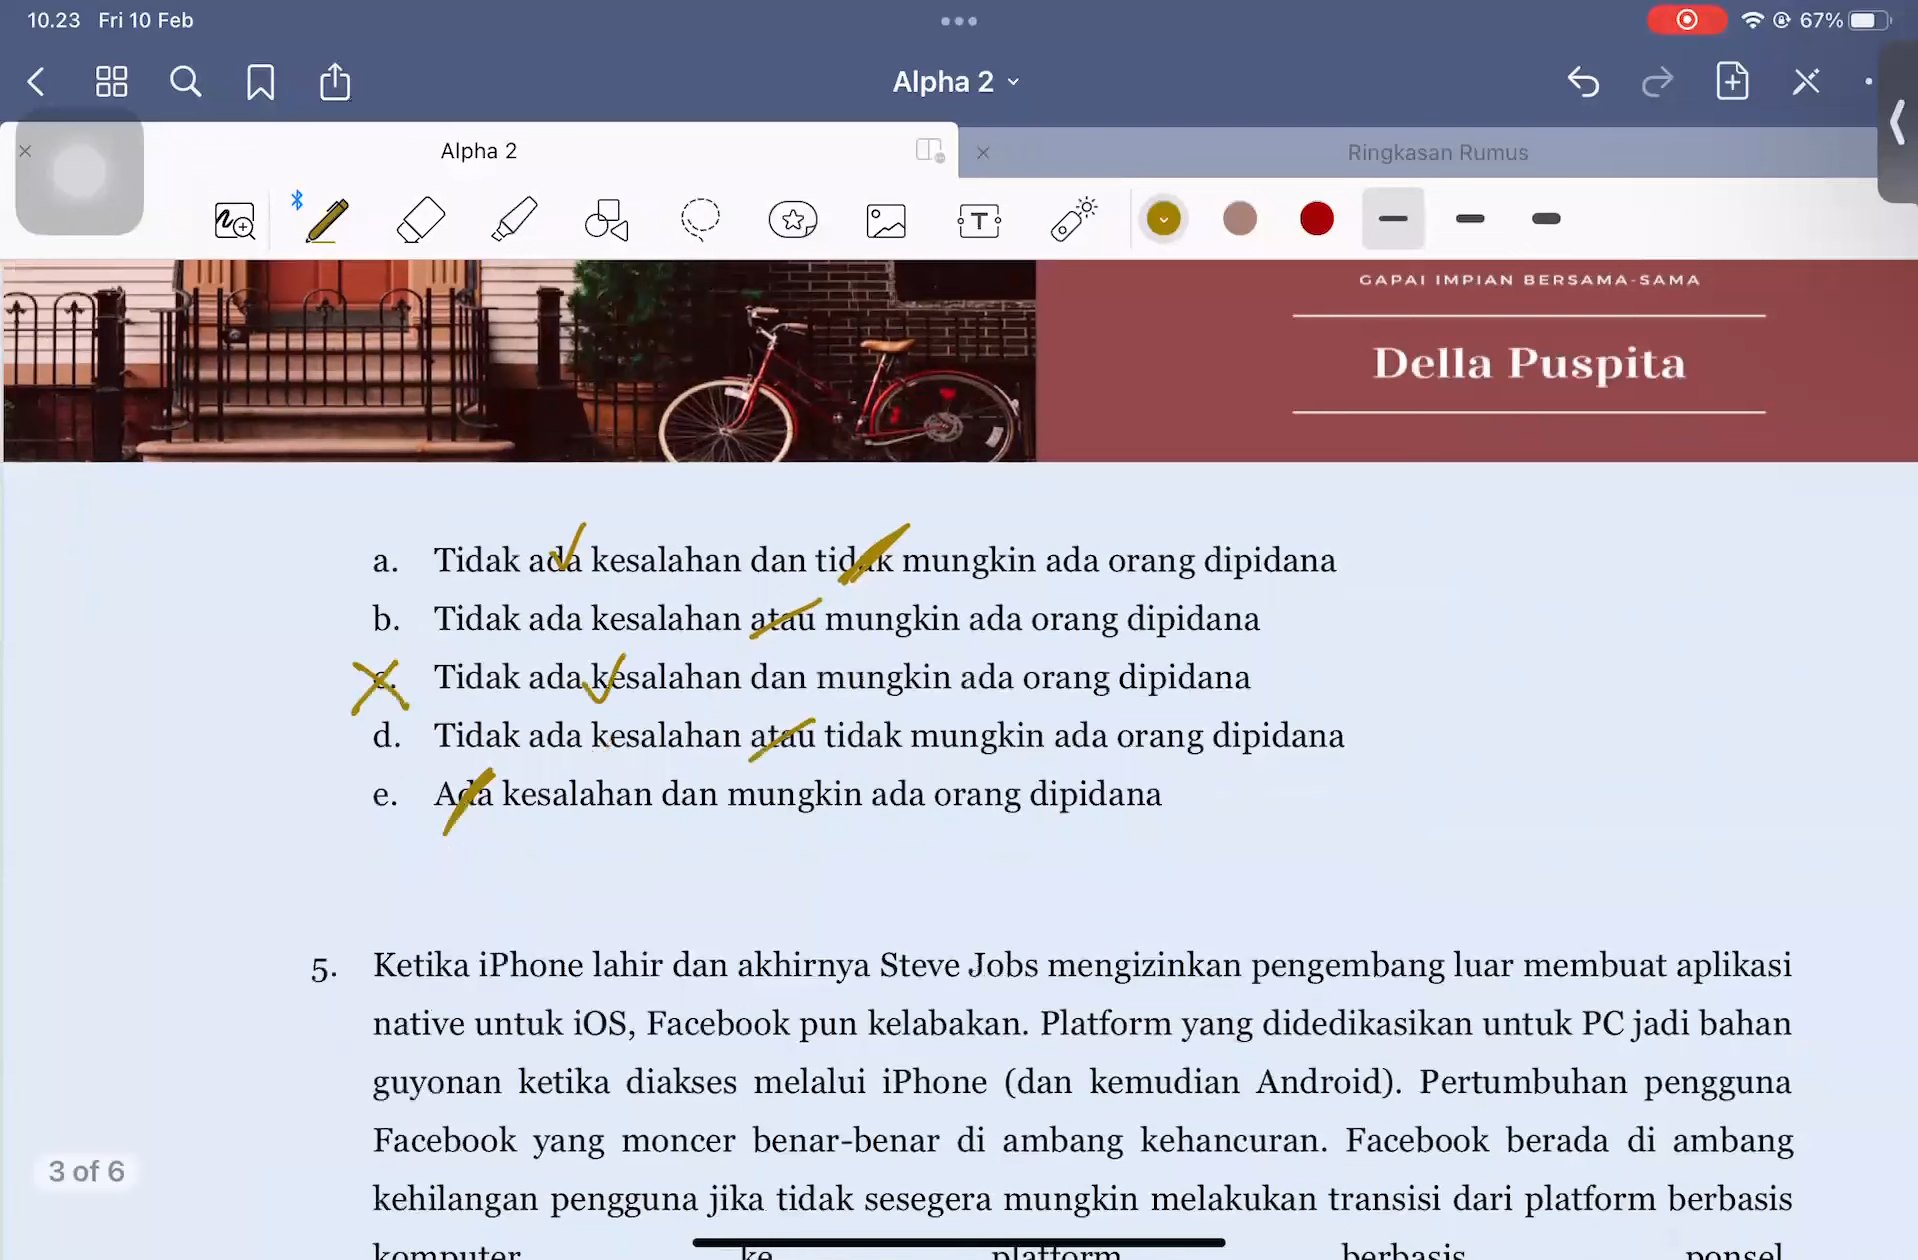 10.23 Fri 10 Feb
67%
Alpha 2
Alpha 2
Ringkasan Rumus
T
GAPAI IMPIAN BERSAMA-SAMA
Della Puspita
a. Tidak ada kesalahan dan tidak mungkin ada orang dipidana
b. Tidak ada kesalahan atau mungkin ada orang dipidana
c. Tidak ada kesalahan dan mungkin ada orang dipidana
d. Tidak ada kesalahan atau tidak mungkin ada orang dipidana
e. Ada kesalahan dan mungkin ada orang dipidana
5. Ketika iPhone lahir dan akhirnya Steve Jobs mengizinkan pengembang luar membuat aplikasi
native untuk iOS, Facebook pun kelabakan. Platform yang didedikasikan untuk PC jadi bahan
guyonan ketika diakses melalui iPhone (dan kemudian Android). Pertumbuhan pengguna
Facebook yang moncer benar-benar di ambang kehancuran. Facebook berada di ambang
kehilangan pengguna jika tidak sesegera mungkin melakukan transisi dari platform berbasis
komputer ke platform berbasis ponsel
3 of 6